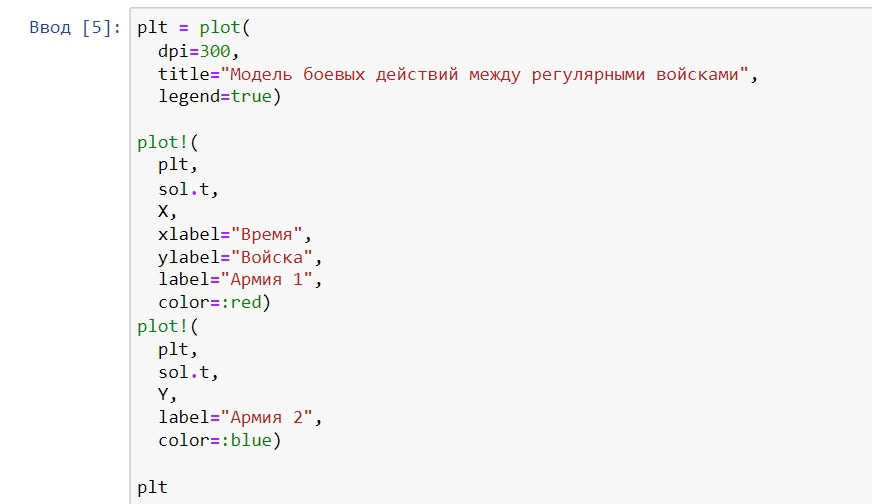 Ввод [5]: plt = plot(
  dpi=300,
  title="Модель боевых действий между регулярными войсками",
  legend=true)

plot!(
  plt,
  sol.t,
  X,
  xlabel="Время",
  ylabel="Войска",
  label="Армия 1",
  color=:red)
plot!(
  plt,
  sol.t,
  Y,
  label="Армия 2",
  color=:blue)

plt